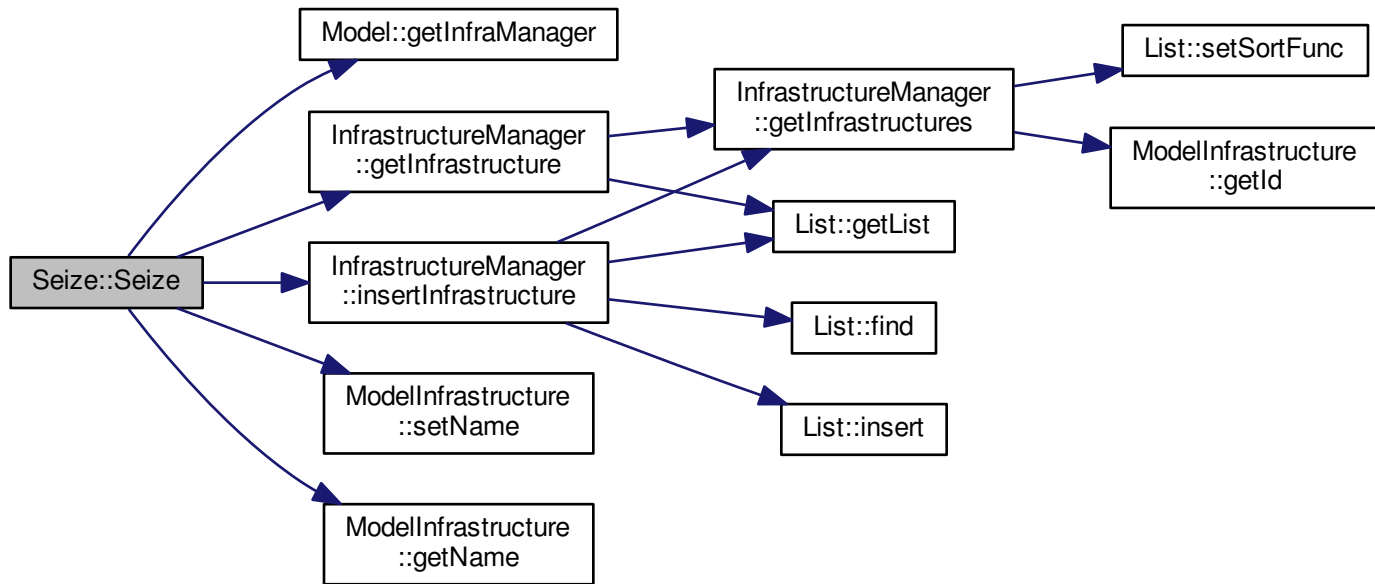 Seize::Seize
Model::getInfraManager
InfrastructureManager
::getInfrastructure
InfrastructureManager
::insertInfrastructure
ModelInfrastructure
::setName
ModelInfrastructure
::getName
InfrastructureManager
::getInfrastructures
List::getList
List::find
List::insert
List::setSortFunc
ModelInfrastructure
::getId